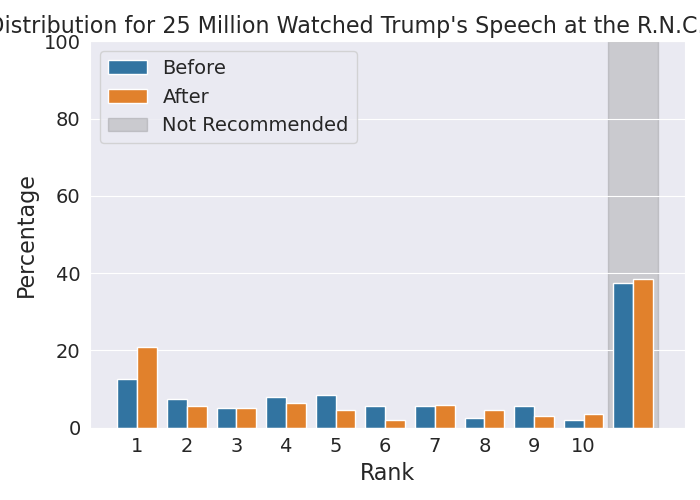 Distribution for 25 Million Watched Trump's Speech at the R.N.C.
100
80
60
40
20
0
Percentage
Before
After
Not Recommended
1 2 3 4 5 6 7 8 9 10
Rank